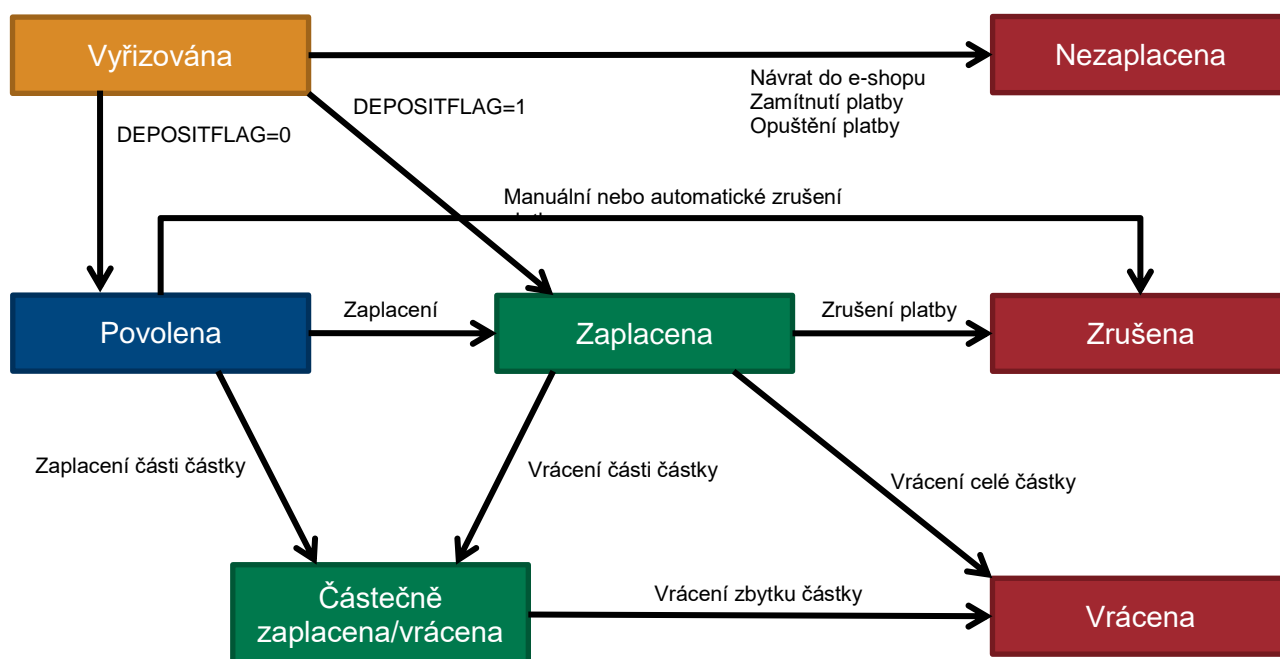 Vyřizována
Nezaplacena
Návrat do e-shopu
Zamítnutí platby
Opuštění platby
DEPOSITFLAG=1
DEPOSITFLAG=0
Manuální nebo automatické zrušení
Povolena
Zaplacení
Zaplacena
Zrušení platby
Zrušena
Zaplacení části částky
Vrácení části částky
Vrácení celé částky
Částečně
zaplacena/vrácena
Vrácení zbytku částky
Vrácena